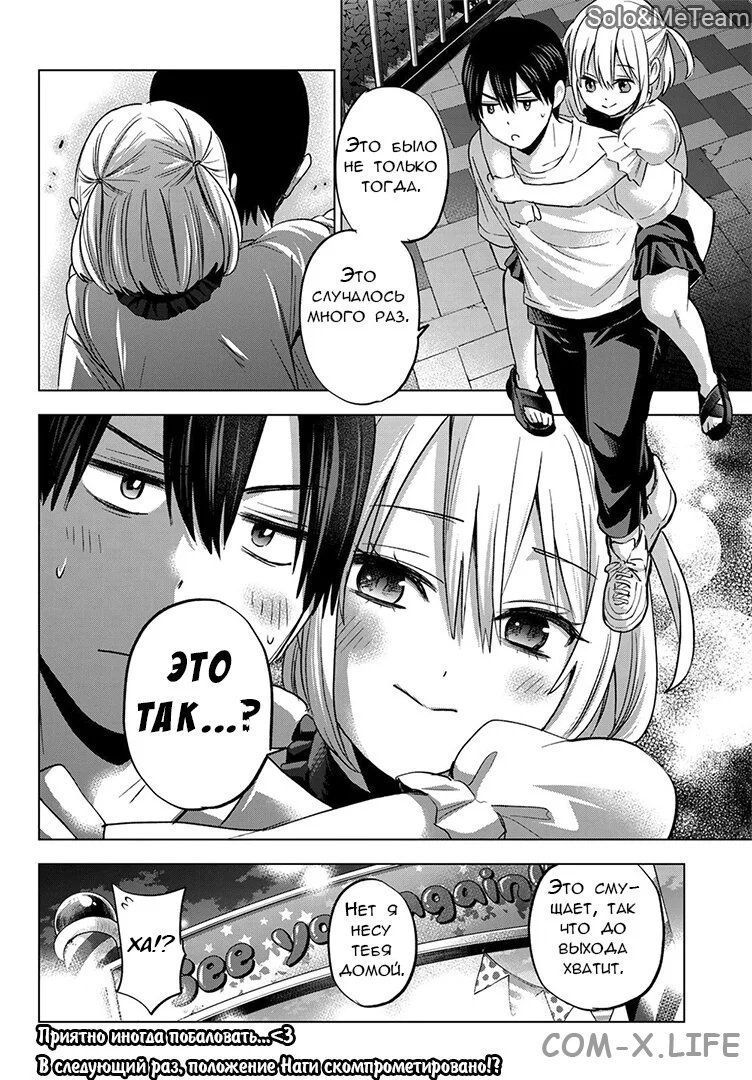 Solo&MeTeam
Это было
не только
тогда.
Это
случалось
много раз.
Это
так...?
Ха!?
See you again!
Нет я
несу
тебя
домой.
Это сму-
щает, так
что до
выхода
хватит.
Приятно иногда побаловать...<3
В следующий раз, положение Наги скомпрометировано!?
COM-X.LIFE